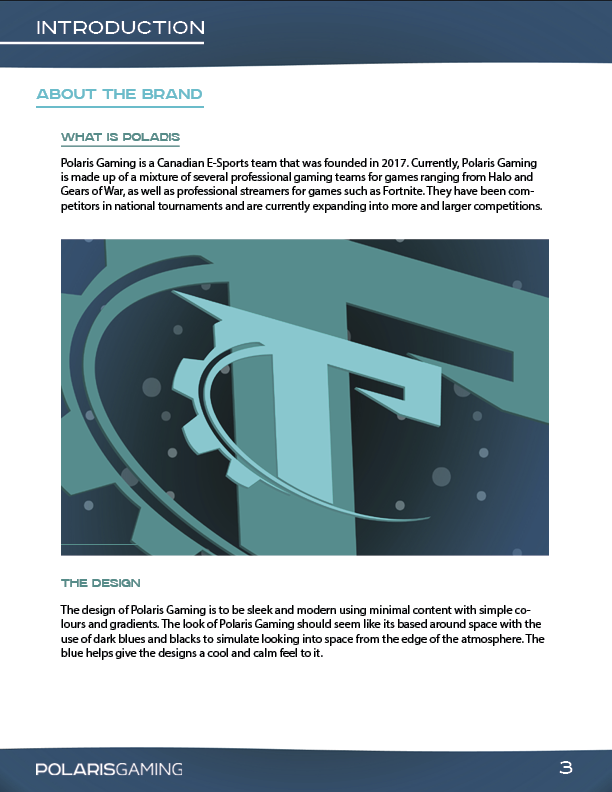 INTRODUCTION
ABOUT THE BRAND
WHAT IS POLARIS
Polaris Gaming is a Canadian E-Sports team that was founded in 2017. Currently, Polaris Gaming
is made up of a mixture of several professional gaming teams for games ranging from Halo and
Gears of War, as well as professional streamers for games such as Fortnite. They have been com-
petitors in national tournaments and are currently expanding into more and larger competitions.
THE DESIGN
The design of Polaris Gaming is to be sleek and modern using minimal content with simple co-
lours and gradients. The look of Polaris Gaming should seem like its based around space with the
use of dark blues and blacks to simulate looking into space from the edge of the atmosphere. The
blue helps give the designs a cool and calm feel to it.
POLARISGAMING
3